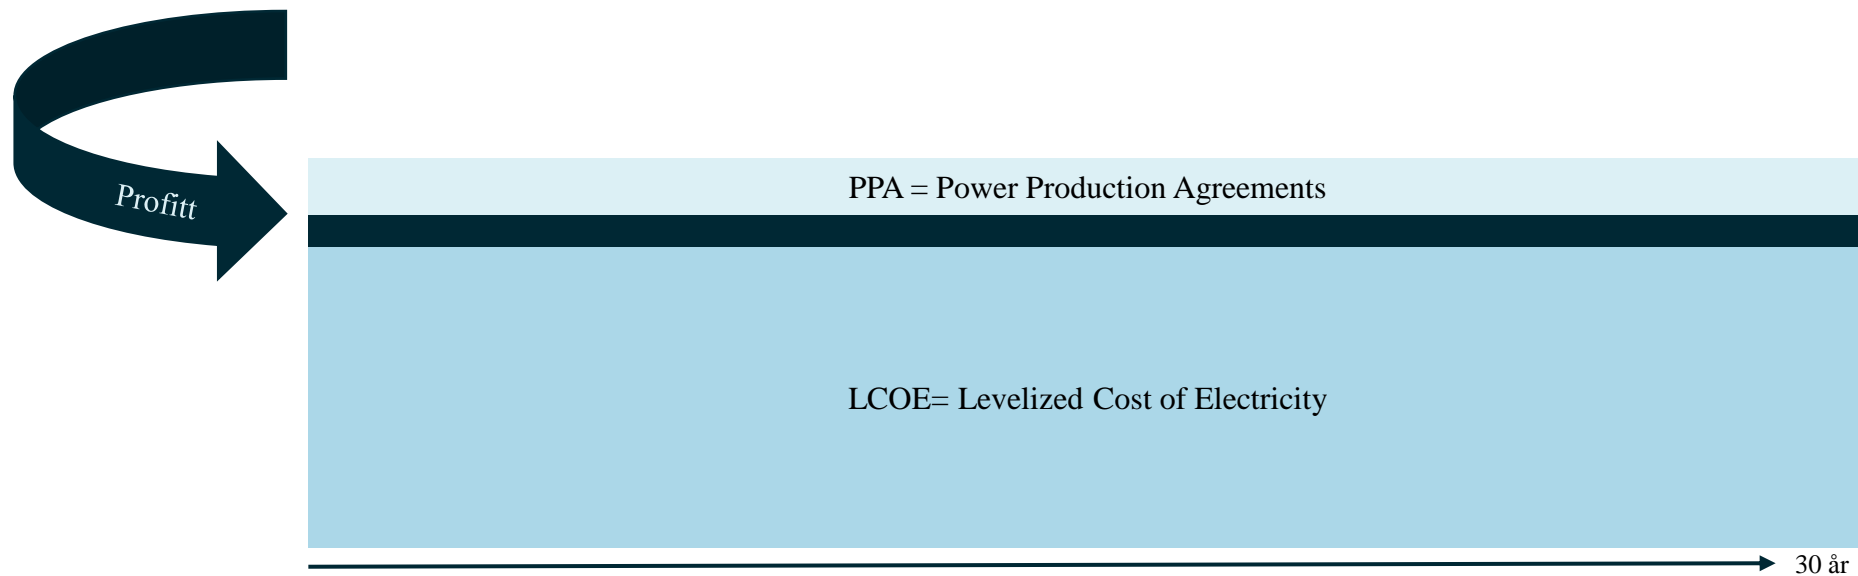 Profitt
PPA = Power Production Agreements
LCOE= Levelized Cost of Electricity
30 år